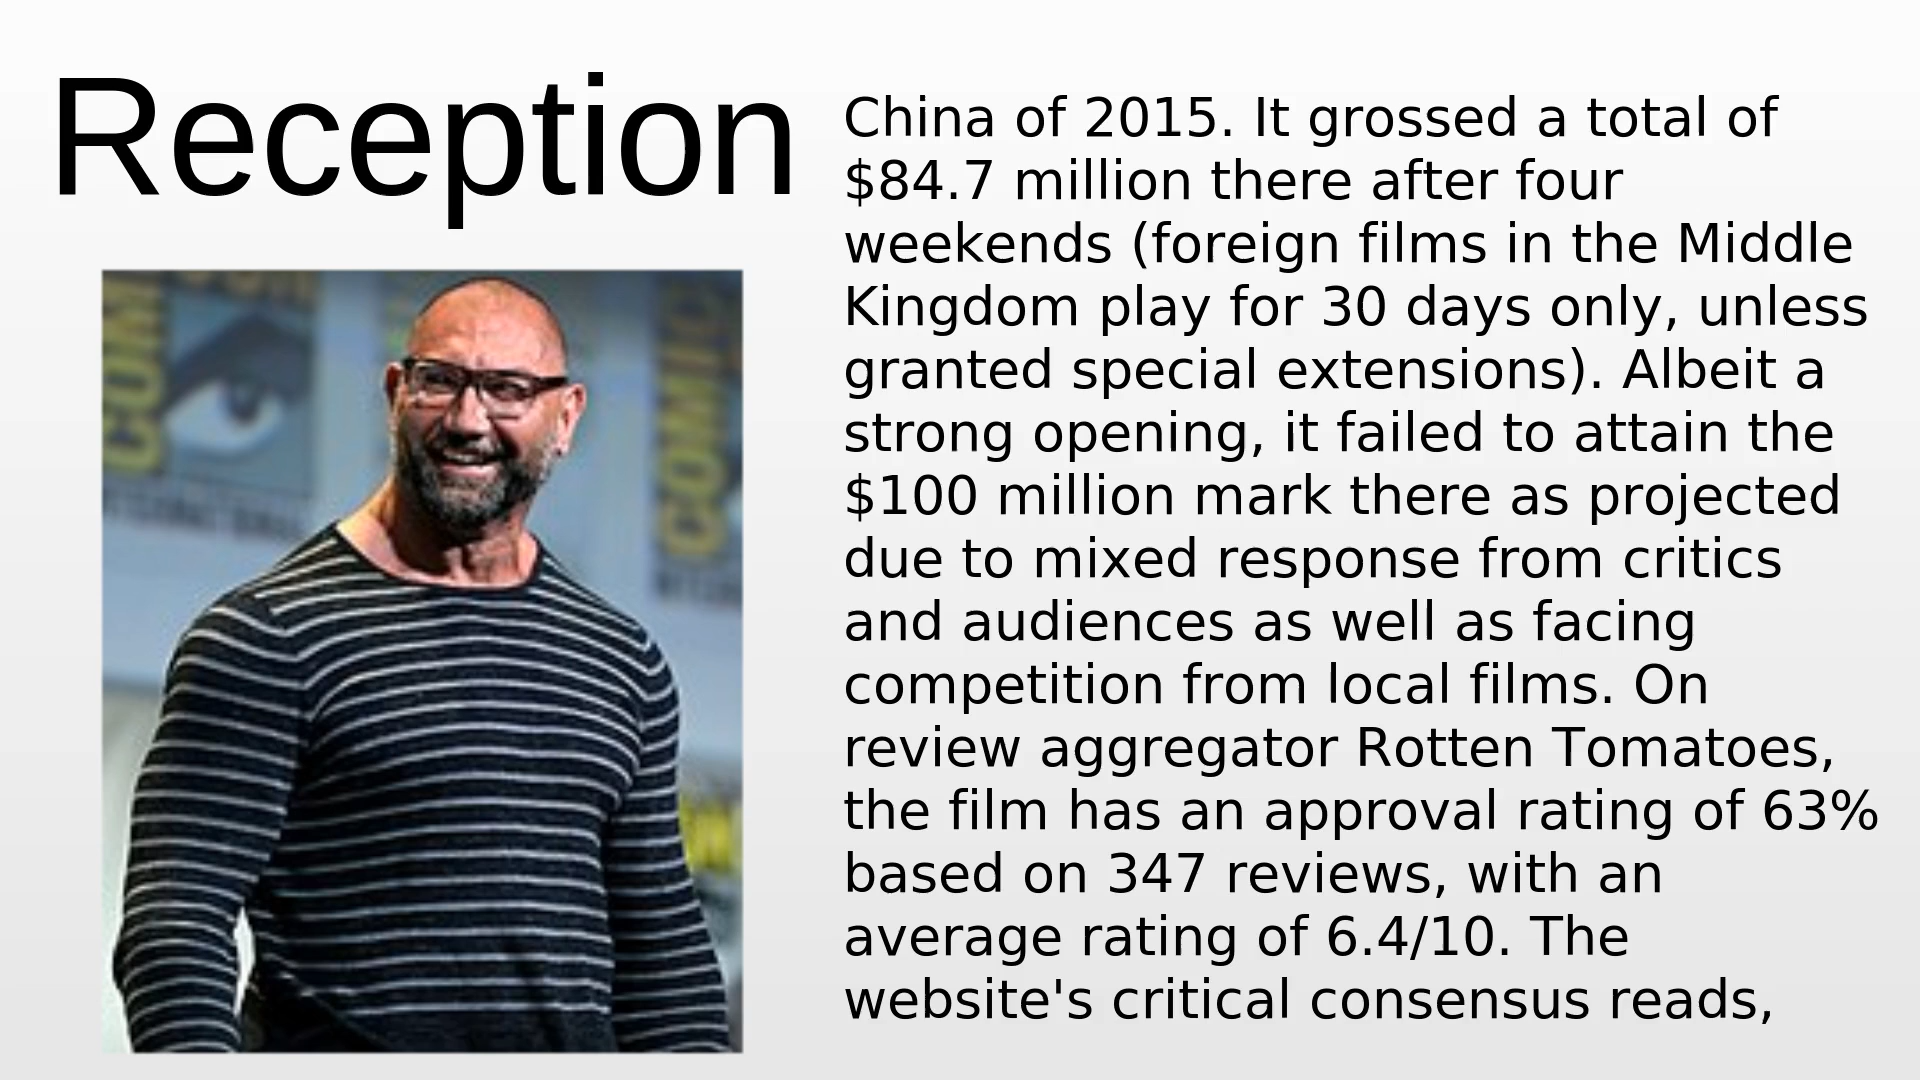 Reception
China of 2015. It grossed a total of
$84.7 million there after four
weekends (foreign films in the Middle
Kingdom play for 30 days only, unless
granted special extensions). Albeit a
strong opening, it failed to attain the
$100 million mark there as projected
due to mixed response from critics
and audiences as well as facing
competition from local films. On
review aggregator Rotten Tomatoes,
the film has an approval rating of 63%
based on 347 reviews, with an
average rating of 6.4/10. The
website's critical consensus reads,